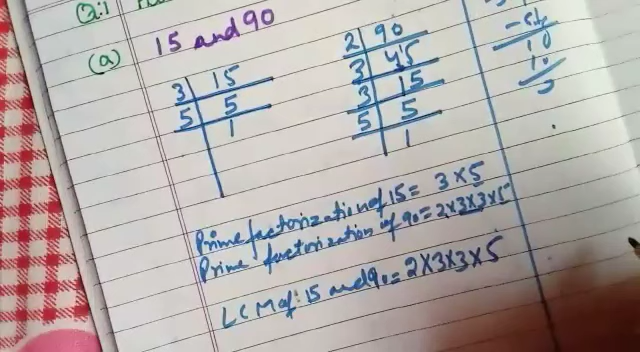 Q:1
(a) 15 and 90
3 | 15
5 | 5
1
2 | 90
3 | 45
3 | 15
5 | 5
1
10
Prime factorization of 15 = 3×5
Prime factorization of 90 = 2×3×3×5
LCM of: 15 and 90 = 2×3×3×5